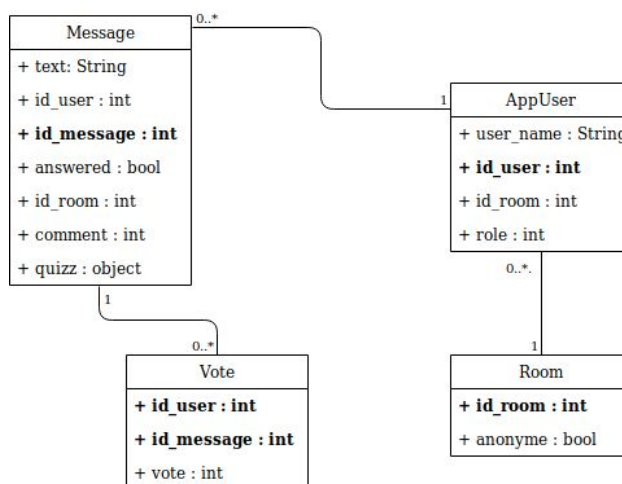 Message
+ text: String
+ id_user : int
+ id_message : int
+ answered : bool
+ id_room : int
+ comment : int
+ quizz : object
0..*
1
AppUser
+ user_name : String
+ id_user : int
+ id_room : int
+ role : int
0..*.
1
1
0..*
Vote
+ id_user : int
+ id_message : int
+ vote : int
Room
+ id_room : int
+ anonyme : bool